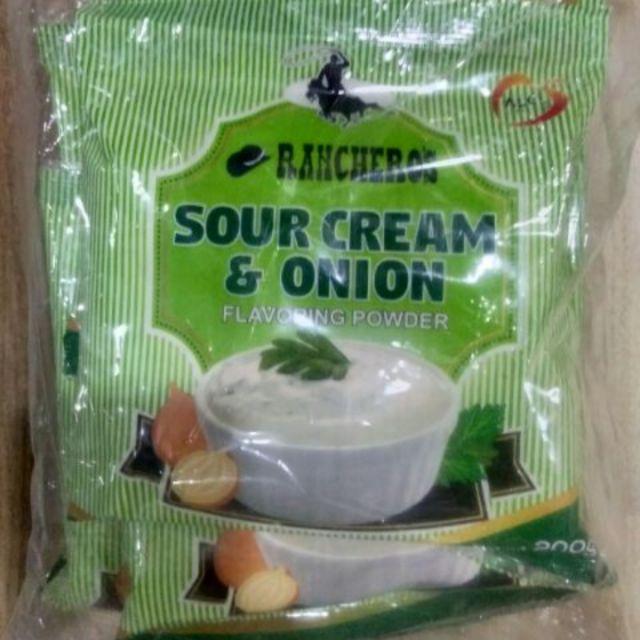 RANCHERO'S
SOUR CREAM
& ONION
FLAVORING POWDER